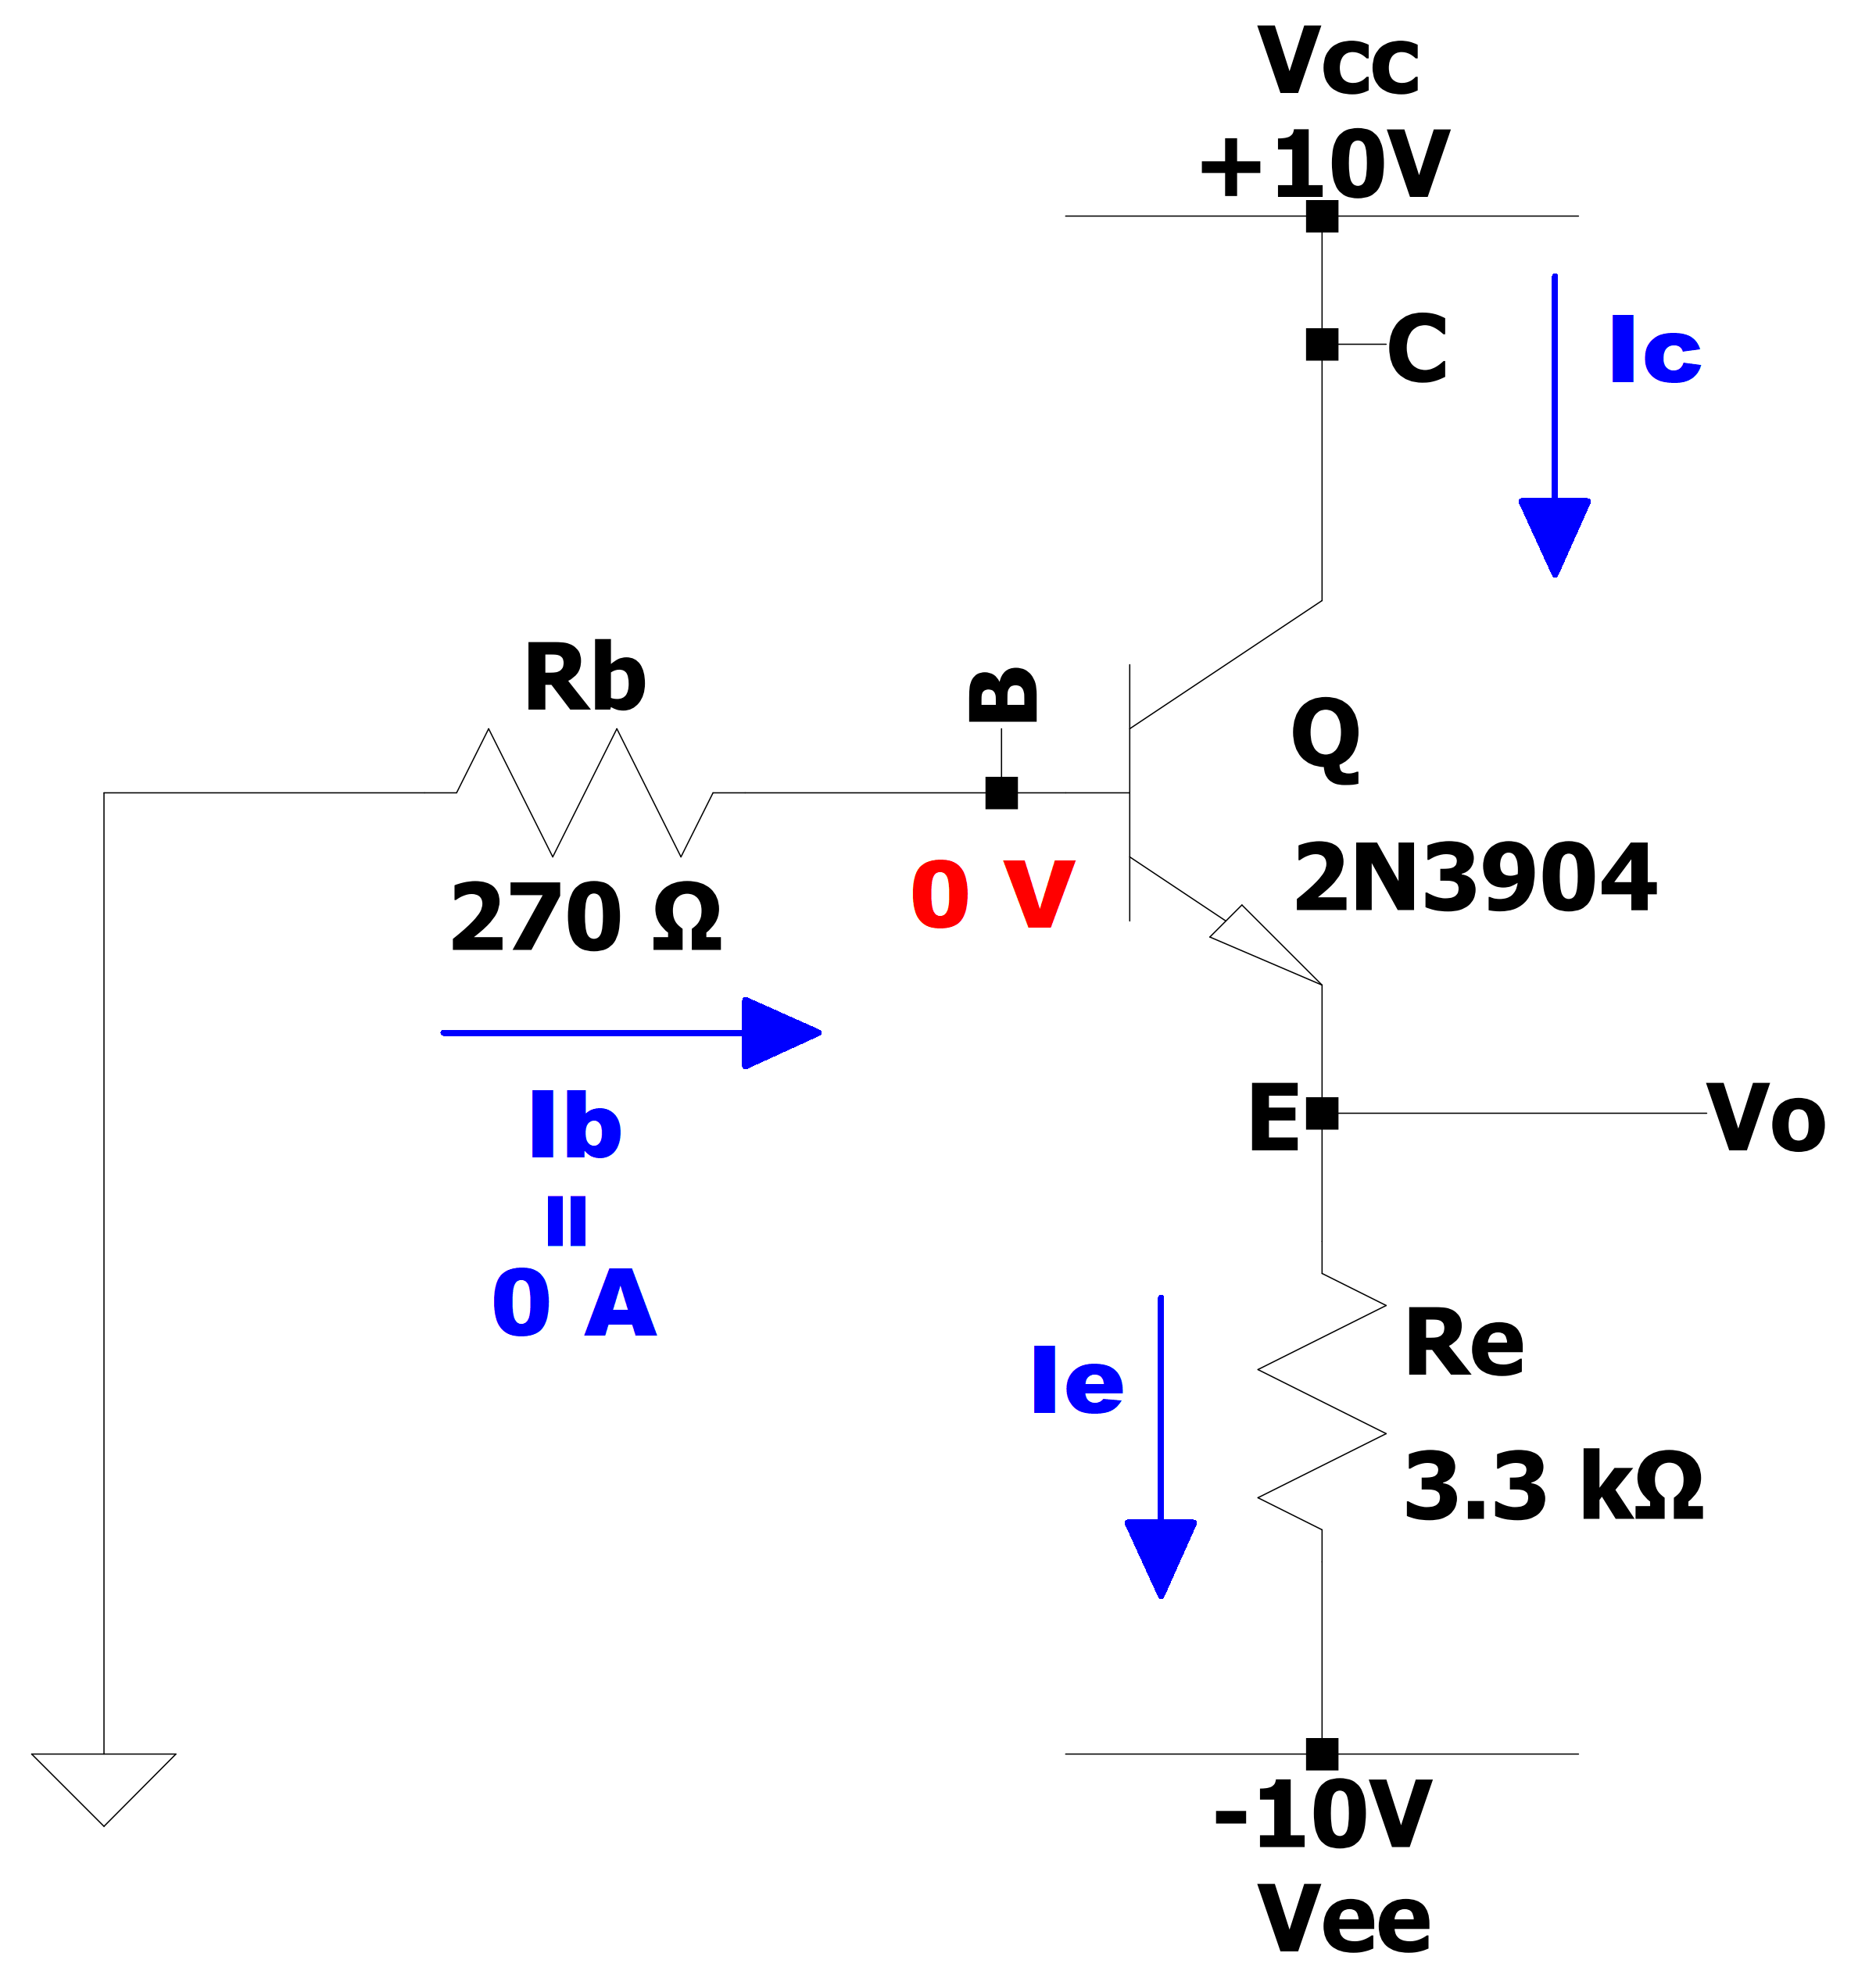 Vcc
+10V
C
Ic
Rb
B
Q
270 Ω
0 V
2N3904
Ib
=
0 A
E
Vo
Ie
Re
3.3 kΩ
-10V
Vee